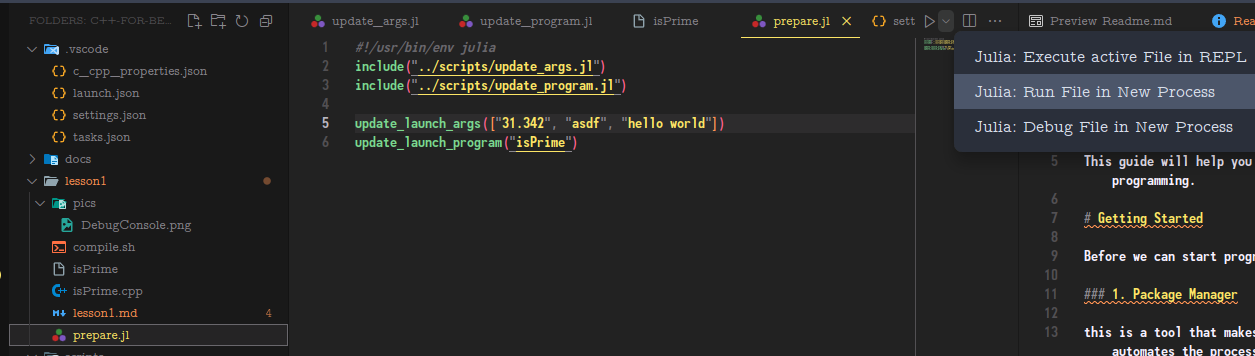 FOLDERS: C++-FOR-BE...
.vscode
c_cpp_properties.json
launch.json
settings.json
tasks.json
docs
lesson1
pics
DebugConsole.png
compile.sh
isPrime
isPrime.cpp
lesson1.md 4
prepare.jl
scripts
update_args.jl
update_program.jl
isPrime
prepare.jl
sett
1 #!/usr/bin/env julia
2 include("../scripts/update_args.jl")
3 include("../scripts/update_program.jl")
4
5 update_launch_args(["31.342", "asdf", "hello world"])
6 update_launch_program("isPrime")
Preview Readme.md
Rea
Julia: Execute active File in REPL
Julia: Run File in New Process
Julia: Debug File in New Process
5 This guide will help you
programming.
6
7 # Getting Started
8
9 Before we can start progr
10
11 ### 1. Package Manager
12
13 this is a tool that makes
automates the process